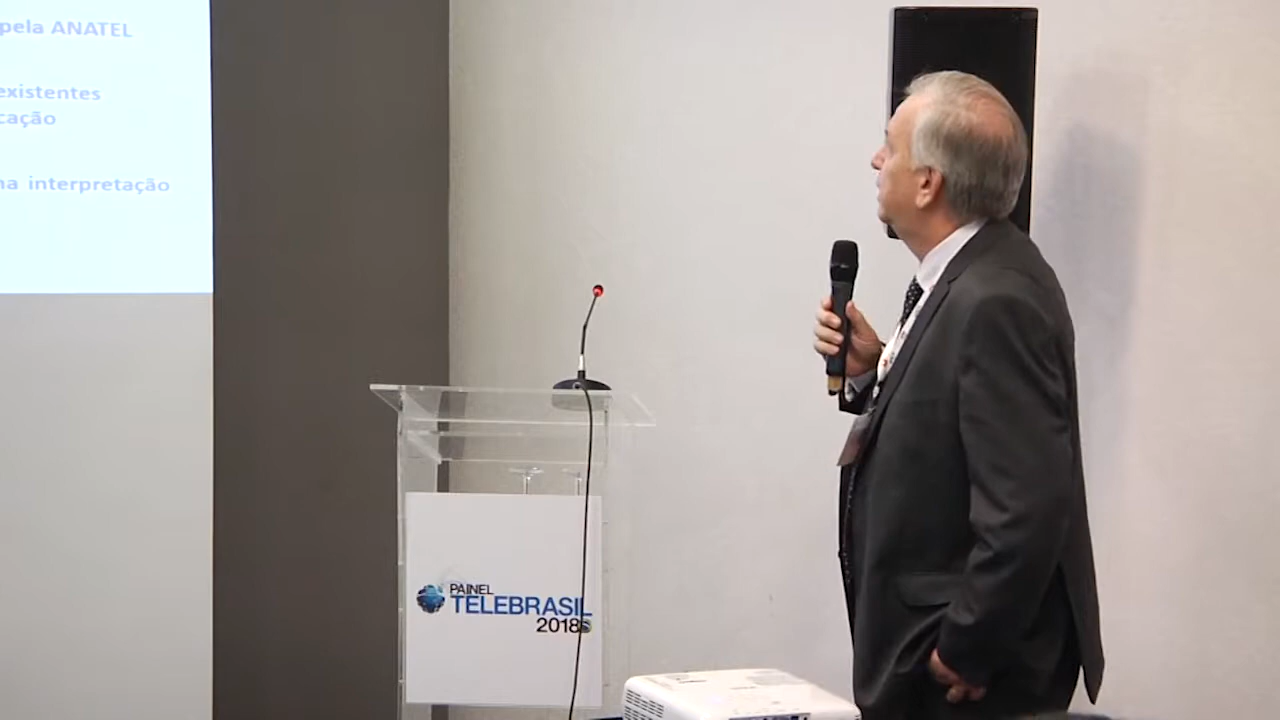 pela ANATEL
existentes
cação
na interpretação
PAINEL
TELEBRASIL
2018